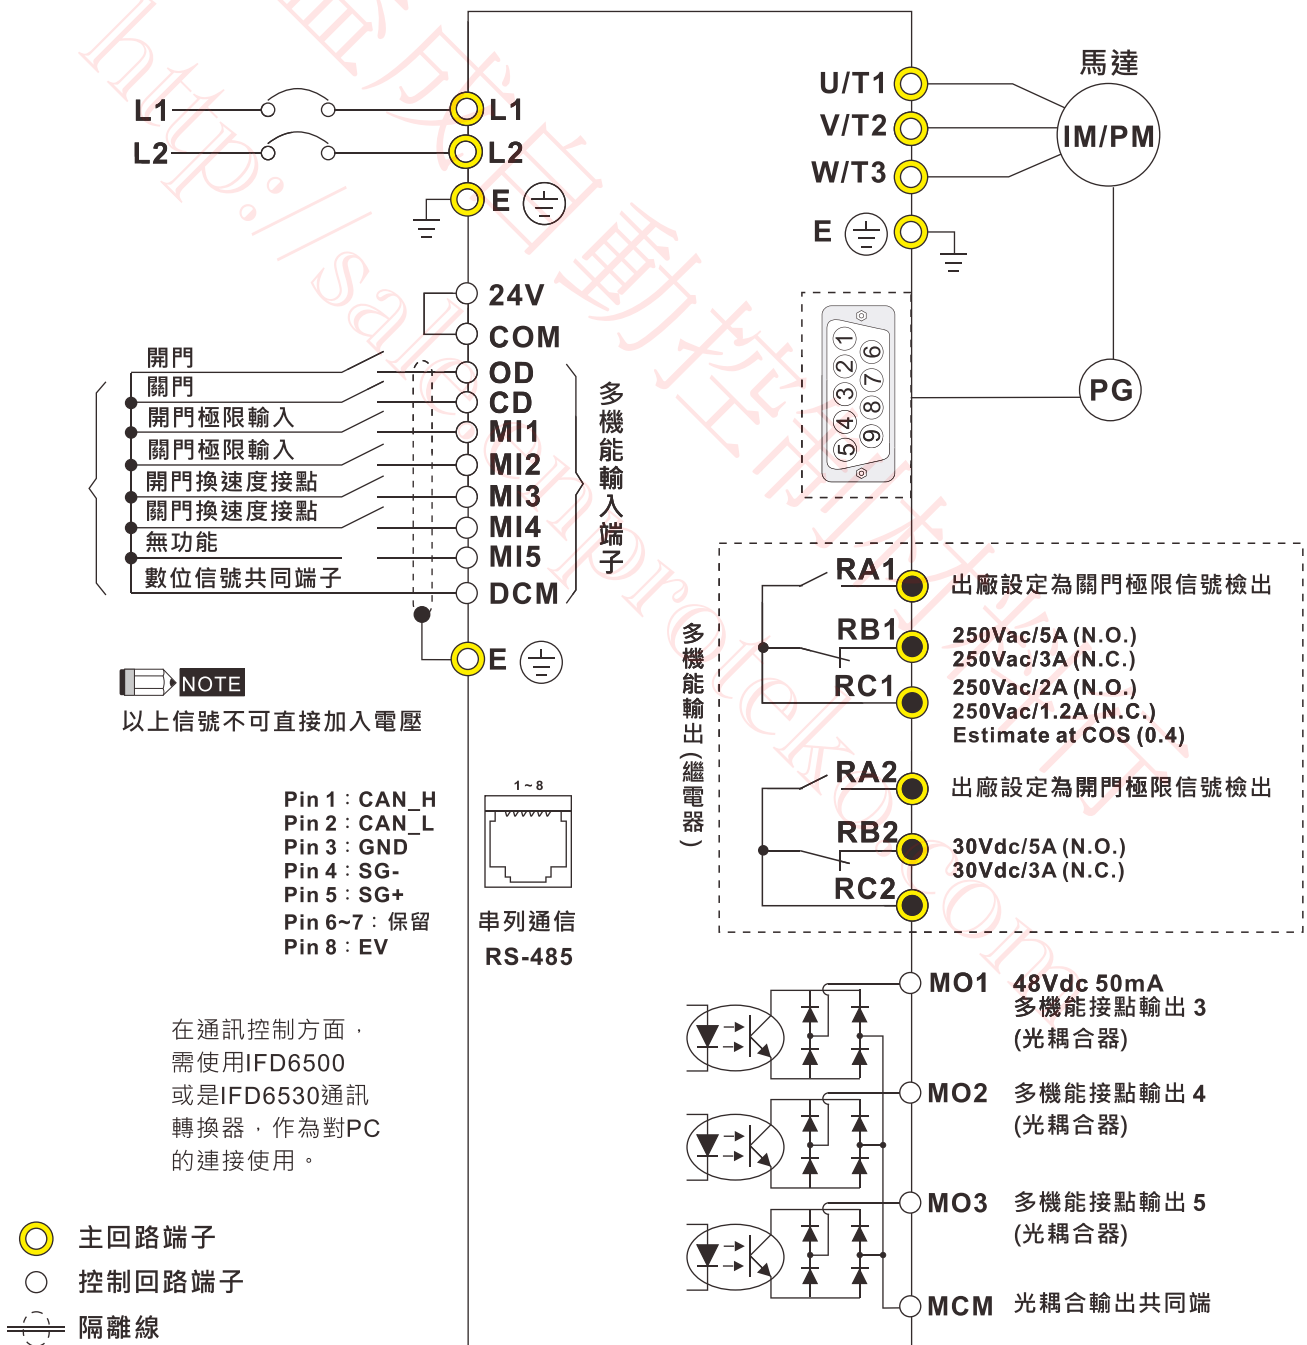 L1
L1
L2
L2
E
24V
COM
開門
OD
關門
CD
開門極限輸入
MI1
關門極限輸入
MI2
開門換速度接點
MI3
關門換速度接點
MI4
無功能
MI5
數位信號共同端子
DCM
多機能輸入端子
E
NOTE
以上信號不可直接加入電壓
Pin 1：CAN_H
Pin 2：CAN_L
Pin 3：GND
Pin 4：SG-
Pin 5：SG+
Pin 6~7：保留
Pin 8：EV
1~8
串列通信
RS-485
在通訊控制方面，
需使用IFD6500
或是IFD6530通訊
轉換器，作為對PC
的連接使用。
主回路端子
控制回路端子
隔離線
馬達
U/T1
V/T2
W/T3
IM/PM
E
1
2
3
4
5
6
7
8
9
PG
多機能輸出(繼電器)
RA1
出廠設定為關門極限信號檢出
RB1
250Vac/5A (N.O.)
250Vac/3A (N.C.)
RC1
250Vac/2A (N.O.)
250Vac/1.2A (N.C.)
Estimate at COS (0.4)
RA2
出廠設定為開門極限信號檢出
RB2
30Vdc/5A (N.O.)
30Vdc/3A (N.C.)
RC2
MO1
48Vdc 50mA
多機能接點輸出 3
(光耦合器)
MO2
多機能接點輸出 4
(光耦合器)
MO3
多機能接點輸出 5
(光耦合器)
MCM
光耦合輸出共同端